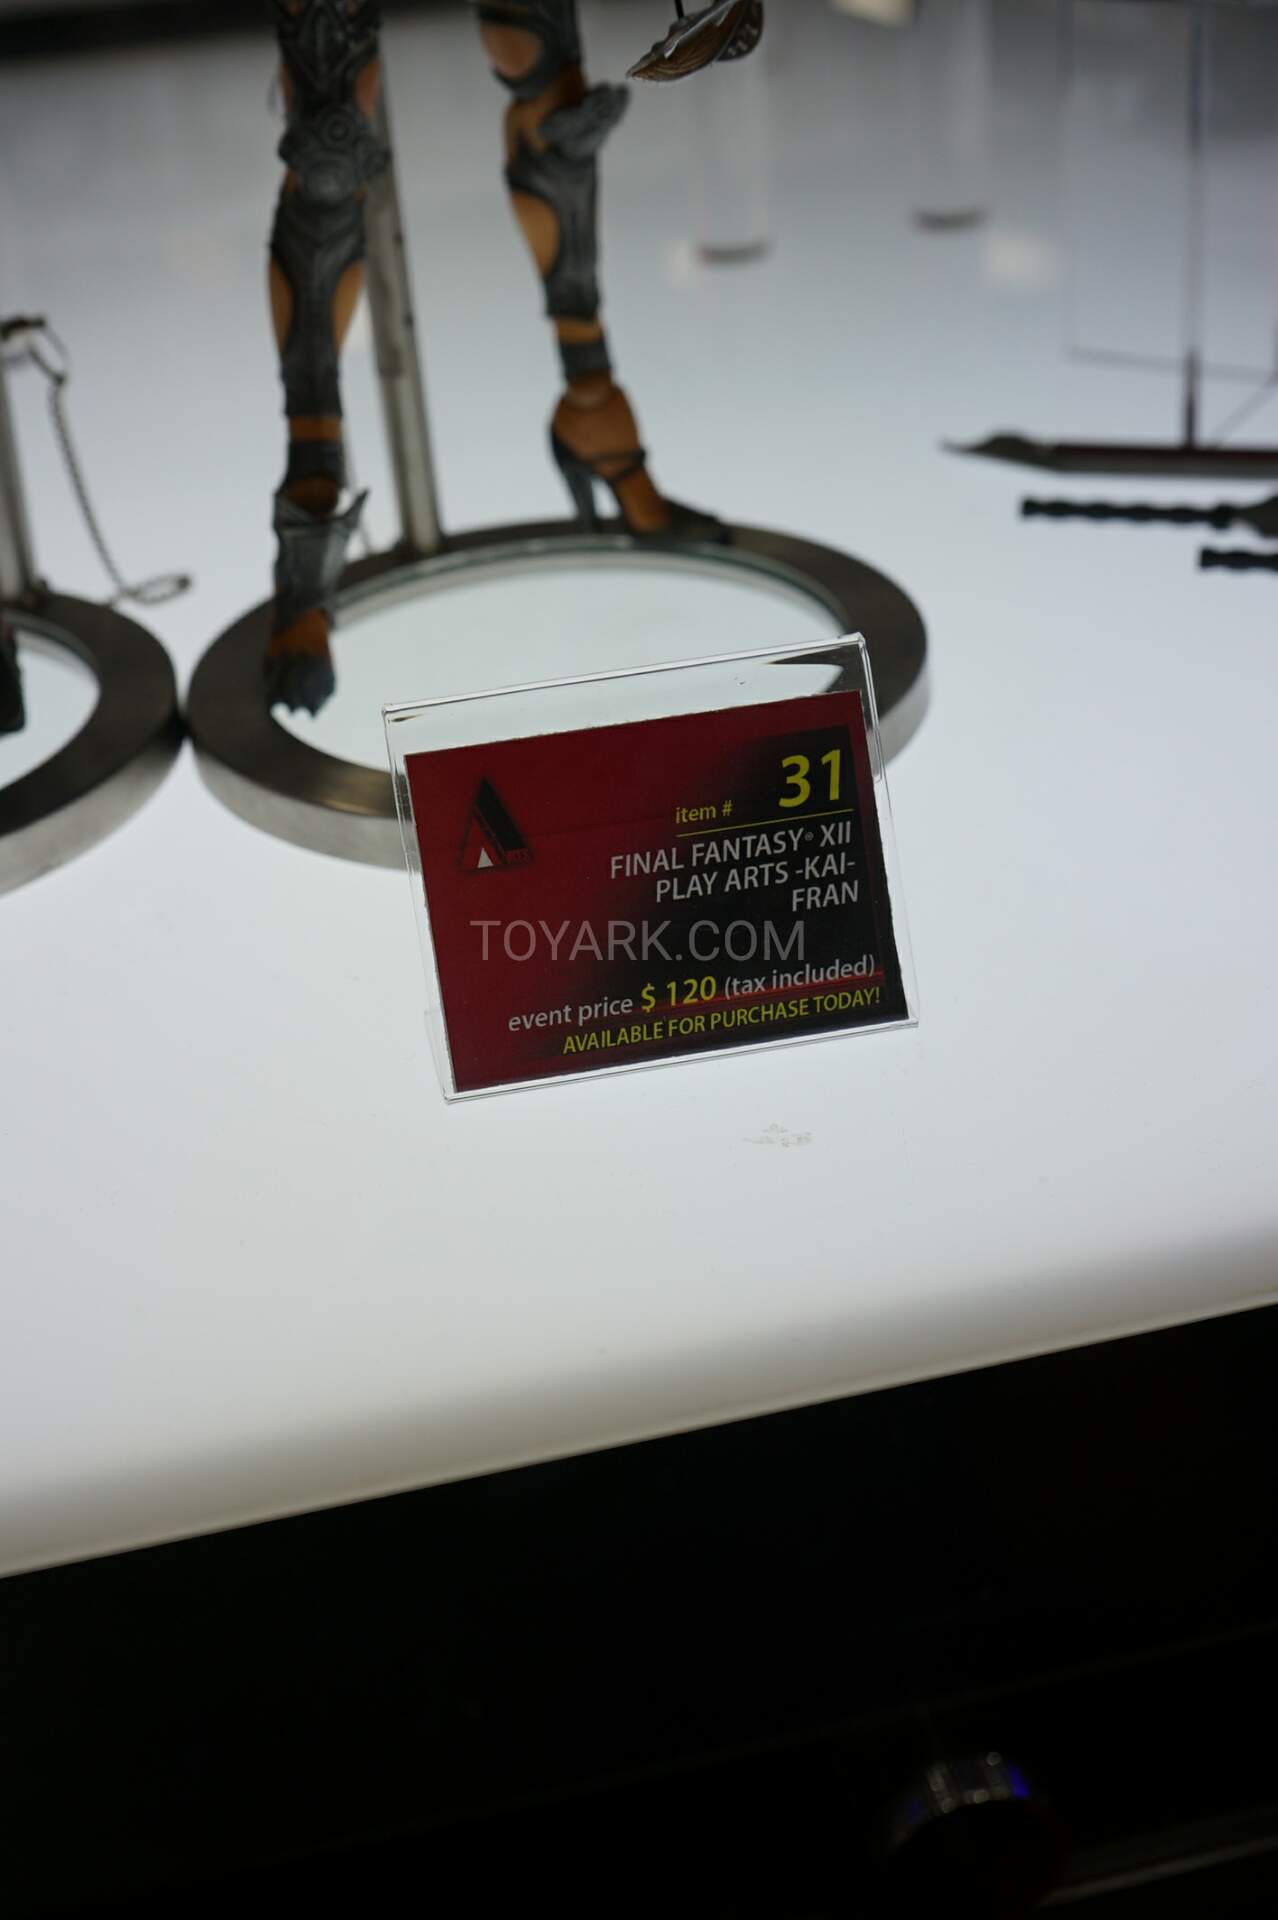 item # 31
FINAL FANTASY® XII
PLAY ARTS -KAI-
FRAN
TOYARK.COM
event price $ 120 (tax included)
AVAILABLE FOR PURCHASE TODAY!